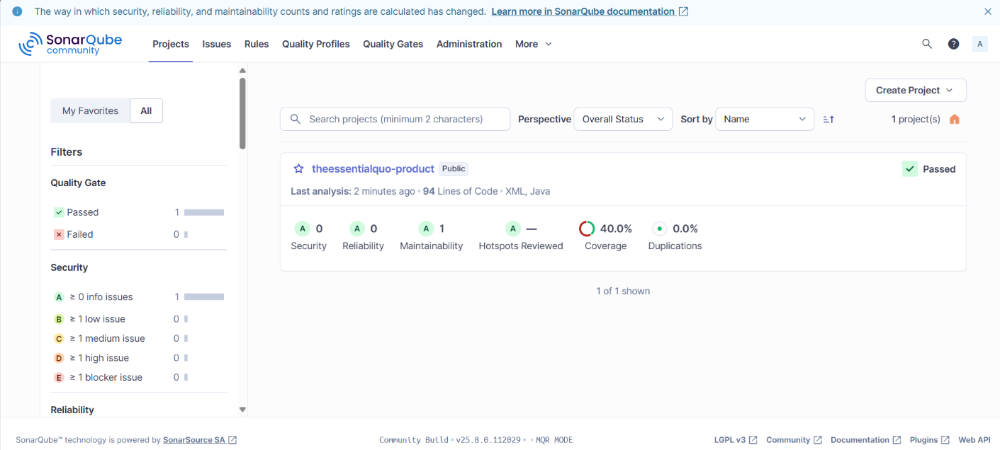 The way in which security, reliability, and maintainability counts and ratings are calculated has changed. Learn more in SonarQube documentation
SonarQube community
Projects Issues Rules Quality Profiles Quality Gates Administration More ? A
Create Project
My Favorites All
Search projects (minimum 2 characters) Perspective Overall Status Sort by Name 1 project(s)
Filters
Quality Gate
Passed 1
Failed 0
Security
A ≥ 0 info issues 1
B ≥ 1 low issue 0
C ≥ 1 medium issue 0
D ≥ 1 high issue 0
E ≥ 1 blocker issue 0
Reliability
theessentialquo-product Public Passed
Last analysis: 2 minutes ago • 94 Lines of Code • XML, Java
A 0 A 0 A 1 A — 40.0% 0.0%
Security Reliability Maintainability Hotspots Reviewed Coverage Duplications
1 of 1 shown
SonarQube™ technology is powered by SonarSource SA Community Build • v25.8.0.112029 • • MQR MODE LGPL v3 Community Documentation Plugins Web API